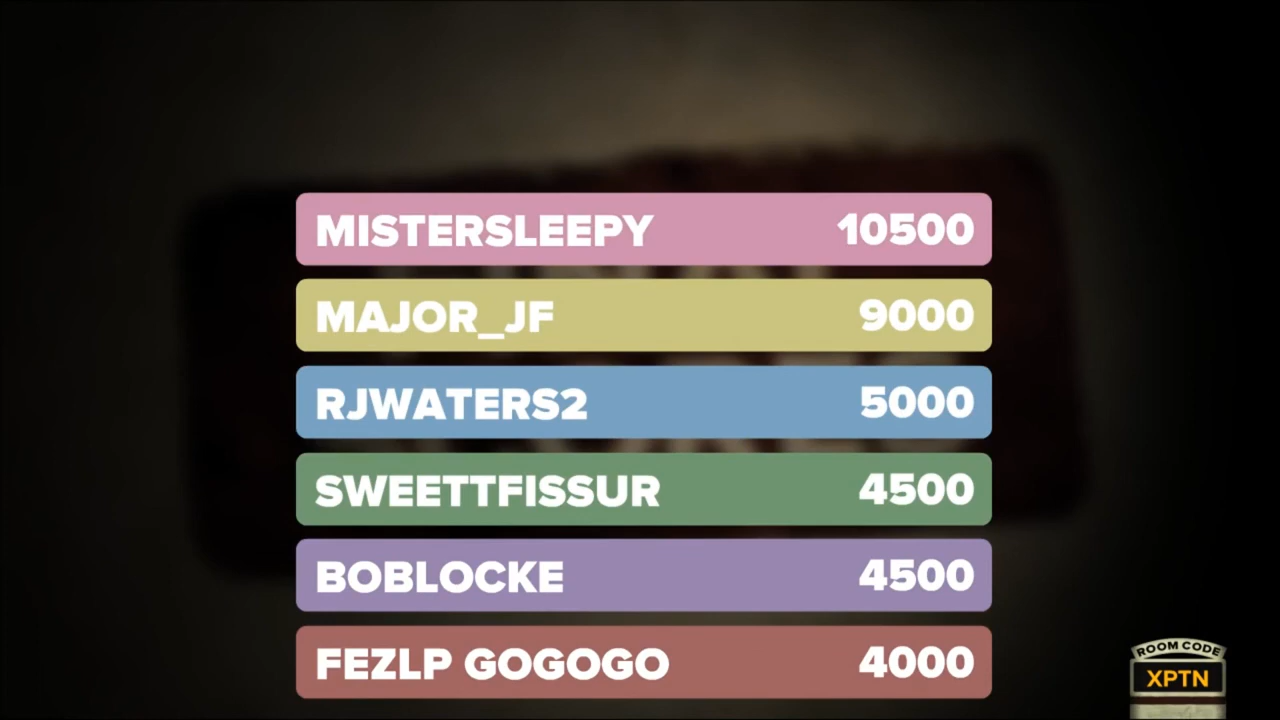 MISTERSLEEPY 10500
MAJOR_JF 9000
RJWATERS2 5000
SWEETTFISSUR 4500
BOBLOCKE 4500
FEZLP GOGOGO 4000
ROOM CODE
XPTN